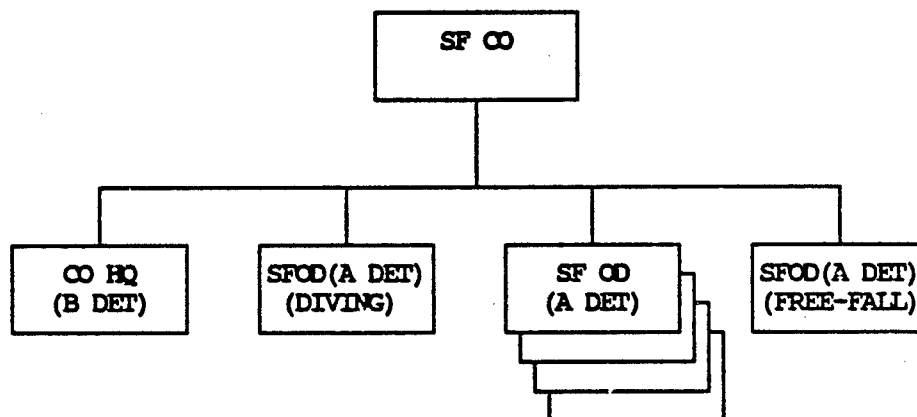 SF CO
CO HQ
(B DET)
SFOD(A DET)
(DIVING)
SF OD
(A DET)
SFOD(A DET)
(FREE-FALL)